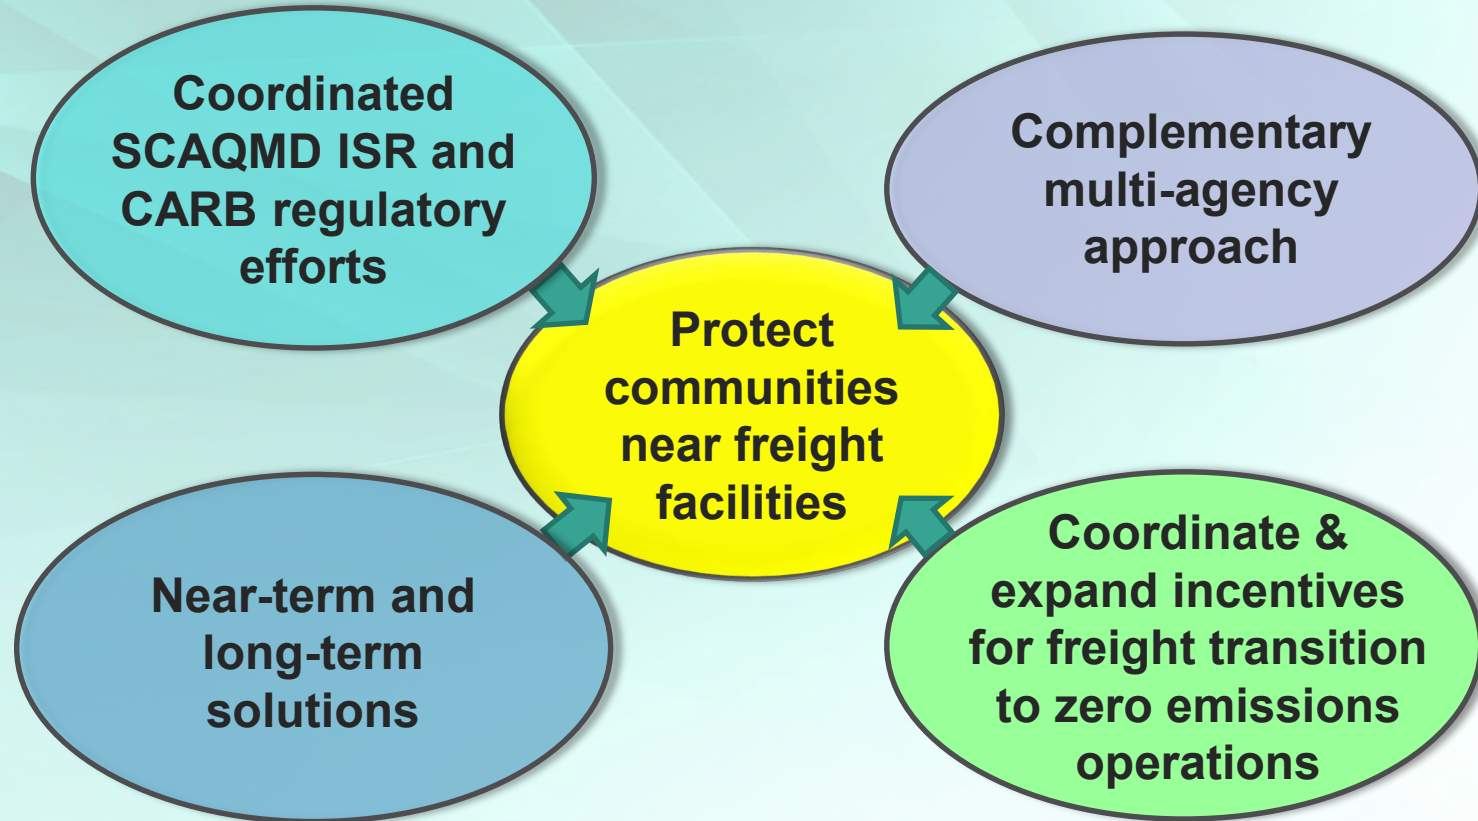 Coordinated
SCAQMD ISR and
CARB regulatory
efforts
Complementary
multi-agency
approach
Protect
communities
near freight
facilities
Near-term and
long-term
solutions
Coordinate &
expand incentives
for freight transition
to zero emissions
operations